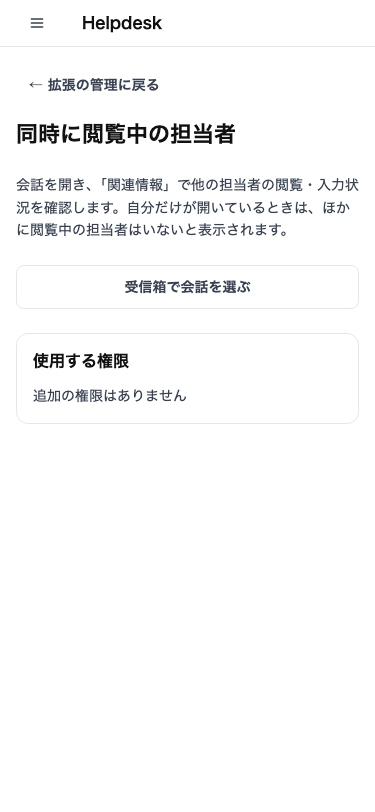 Helpdesk
← 拡張の管理に戻る
同時に閲覧中の担当者
会話を開き、「関連情報」で他の担当者の閲覧・入力状
況を確認します。自分だけが開いているときは、ほか
に閲覧中の担当者はいないと表示されます。
受信箱で会話を選ぶ
使用する権限
追加の権限はありません